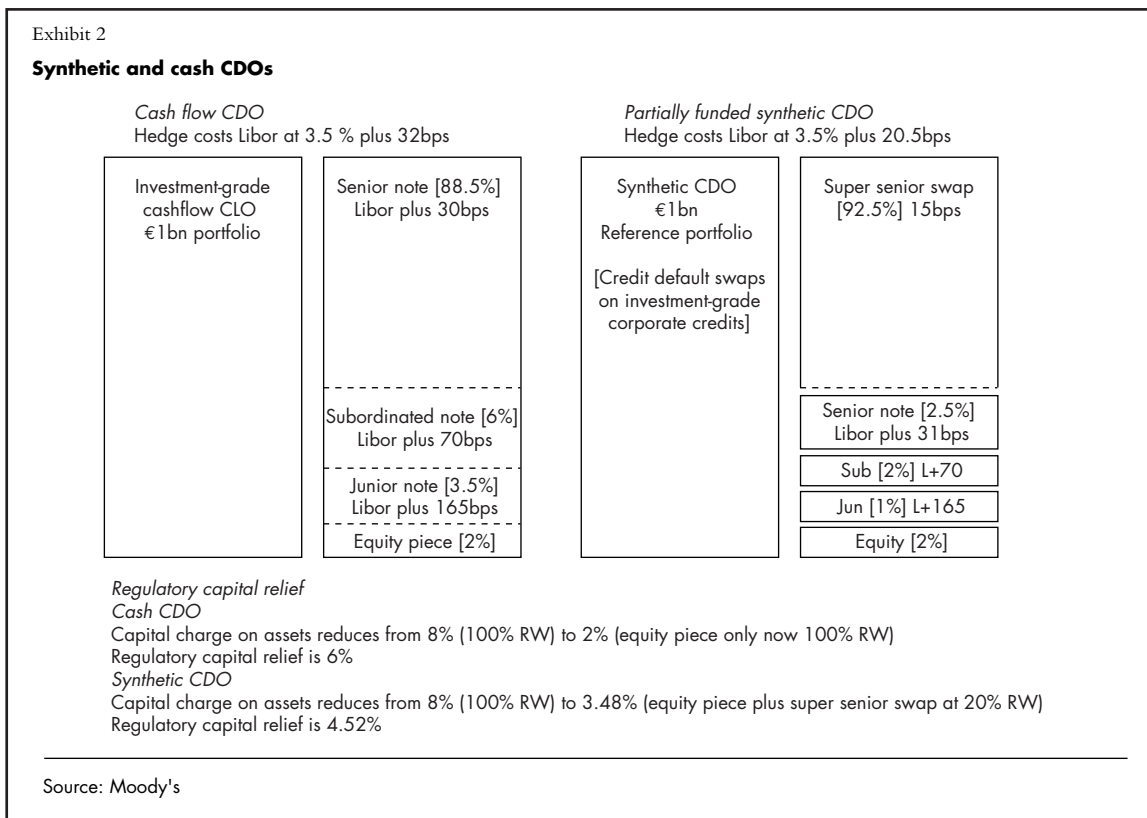 Exhibit 2
Synthetic and cash CDOs
Cash flow CDO
Hedge costs Libor at 3.5 % plus 32bps
Investment-grade
cashflow CLO
€1bn portfolio
Senior note [88.5%]
Libor plus 30bps
Subordinated note [6%]
Libor plus 70bps
Junior note [3.5%]
Libor plus 165bps
Equity piece [2%]
Partially funded synthetic CDO
Hedge costs Libor at 3.5% plus 20.5bps
Synthetic CDO
€1bn
Reference portfolio
[Credit default swaps
on investment-grade
corporate credits]
Super senior swap
[92.5%] 15bps
Senior note [2.5%]
Libor plus 31bps
Sub [2%] L+70
Jun [1%] L+165
Equity [2%]
Regulatory capital relief
Cash CDO
Capital charge on assets reduces from 8% (100% RW) to 2% (equity piece only now 100% RW)
Regulatory capital relief is 6%
Synthetic CDO
Capital charge on assets reduces from 8% (100% RW) to 3.48% (equity piece plus super senior swap at 20% RW)
Regulatory capital relief is 4.52%
Source: Moody's